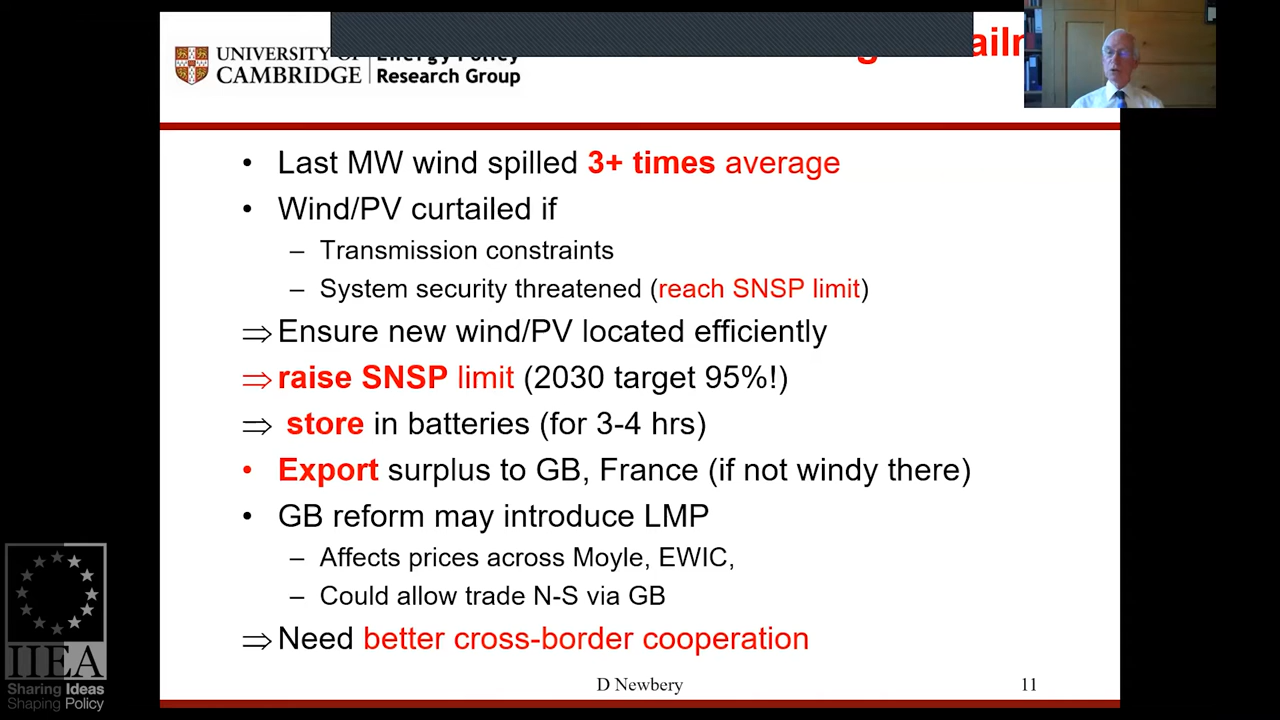 UNIVERSITY OF
CAMBRIDGE
Energy Policy
Research Group
• Last MW wind spilled 3+ times average
• Wind/PV curtailed if
– Transmission constraints
– System security threatened (reach SNSP limit)
⇒ Ensure new wind/PV located efficiently
⇒ raise SNSP limit (2030 target 95%!)
⇒ store in batteries (for 3-4 hrs)
• Export surplus to GB, France (if not windy there)
• GB reform may introduce LMP
– Affects prices across Moyle, EWIC,
– Could allow trade N-S via GB
⇒ Need better cross-border cooperation
D Newbery
11
IIEA
Sharing Ideas
Shaping Policy